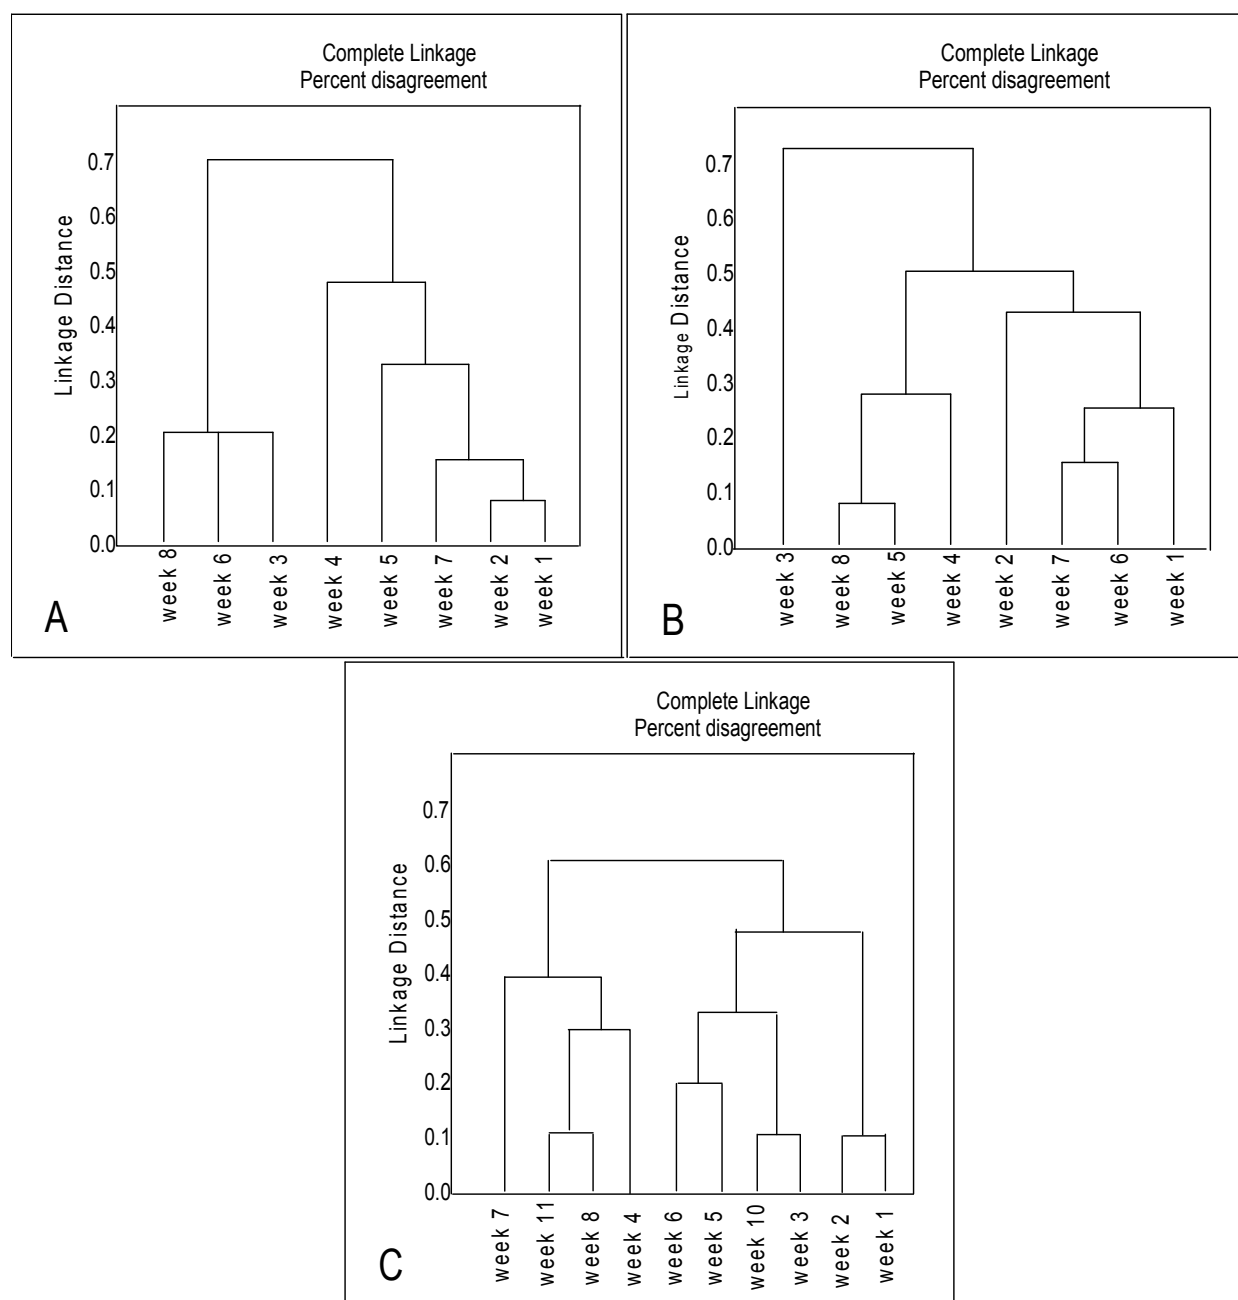 Complete Linkage
Percent disagreement
Linkage Distance
0.7
0.6
0.5
0.4
0.3
0.2
0.1
0.0
week 8
week 6
week 3
week 4
week 5
week 7
week 2
week 1
A
Complete Linkage
Percent disagreement
Linkage Distance
0.7
0.6
0.5
0.4
0.3
0.2
0.1
0.0
week 3
week 8
week 5
week 4
week 2
week 7
week 6
week 1
B
Complete Linkage
Percent disagreement
Linkage Distance
0.7
0.6
0.5
0.4
0.3
0.2
0.1
0.0
week 7
week 11
week 8
week 4
week 6
week 5
week 10
week 3
week 2
week 1
C